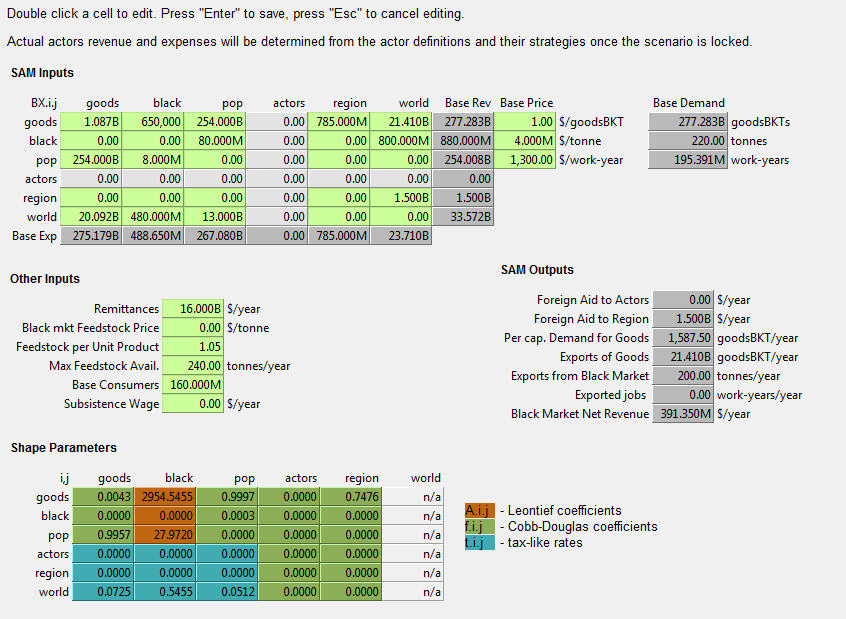 Double click a cell to edit. Press "Enter" to save, press "Esc" to cancel editing.
Actual actors revenue and expenses will be determined from the actor definitions and their strategies once the scenario is locked.
SAM Inputs
BX.i.j goods black pop actors region world Base Rev Base Price Base Demand
goods 1.087B 650,000 254.000B 0.00 785.000M 21.410B 277.283B 1.00 $/goodsBKT 277.283B goodsBKTs
black 0.00 0.00 80.000M 0.00 0.00 800.000M 880.000M 4.000M $/tonne 220.00 tonnes
pop 254.000B 8.000M 0.00 0.00 0.00 0.00 254.008B 1,300.00 $/work-year 195.391M work-years
actors 0.00 0.00 0.00 0.00 0.00 0.00 0.00
region 0.00 0.00 0.00 0.00 0.00 1.500B 1.500B
world 20.092B 480.000M 13.000B 0.00 0.00 0.00 33.572B
Base Exp 275.179B 488.650M 267.080B 0.00 785.000M 23.710B
Other Inputs
Remittances 16.000B $/year
Black mkt Feedstock Price 0.00 $/tonne
Feedstock per Unit Product 1.05
Max Feedstock Avail. 240.00 tonnes/year
Base Consumers 160.000M
Subsistence Wage 0.00 $/year
SAM Outputs
Foreign Aid to Actors 0.00 $/year
Foreign Aid to Region 1.500B $/year
Per cap. Demand for Goods 1,587.50 goodsBKT/year
Exports of Goods 21.410B goodsBKT/year
Exports from Black Market 200.00 tonnes/year
Exported jobs 0.00 work-years/year
Black Market Net Revenue 391.350M $/year
Shape Parameters
i,j goods black pop actors region world
goods 0.0043 2954.5455 0.9997 0.0000 0.7476 n/a
black 0.0000 0.0000 0.0003 0.0000 0.0000 n/a
pop 0.9957 27.9720 0.0000 0.0000 0.0000 n/a
actors 0.0000 0.0000 0.0000 0.0000 0.0000 n/a
region 0.0000 0.0000 0.0000 0.0000 0.0000 n/a
world 0.0725 0.5455 0.0512 0.0000 0.0000 n/a
A.i.j - Leontief coefficients
f.i.j - Cobb-Douglas coefficients
t.i.j - tax-like rates